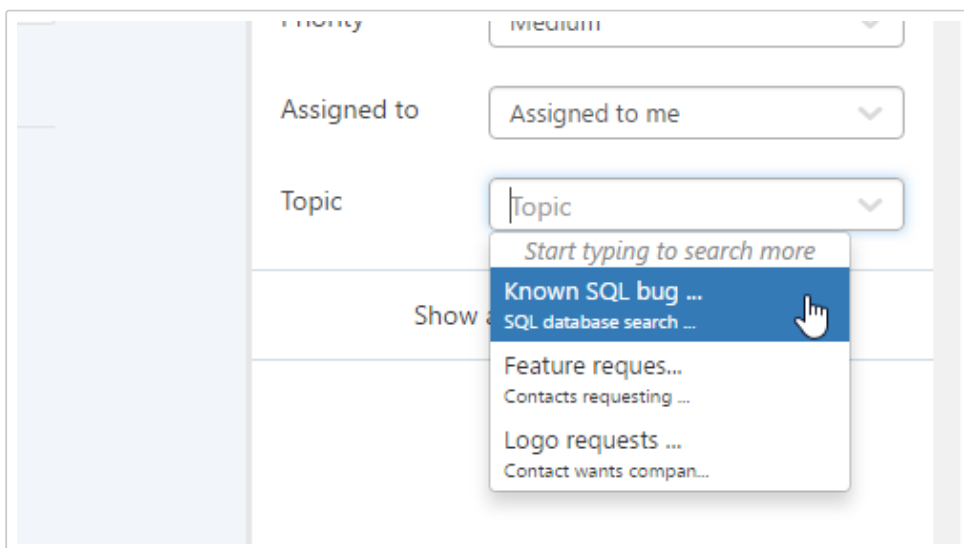 Priority
Medium
Assigned to
Assigned to me
Topic
Topic
Start typing to search more
Known SQL bug ...
SQL database search ...
Show
Feature reques...
Contacts requesting ...
Logo requests ...
Contact wants compan...